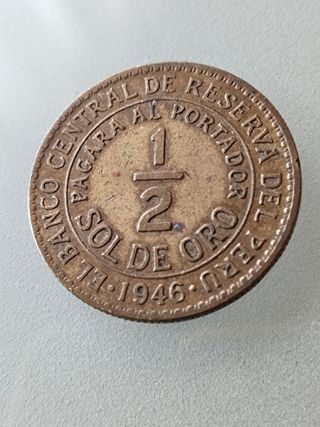 EL BANCO CENTRAL DE RESERVA DEL PERU
PAGARA AL PORTADOR
1
2
SOL DE ORO
·1946·